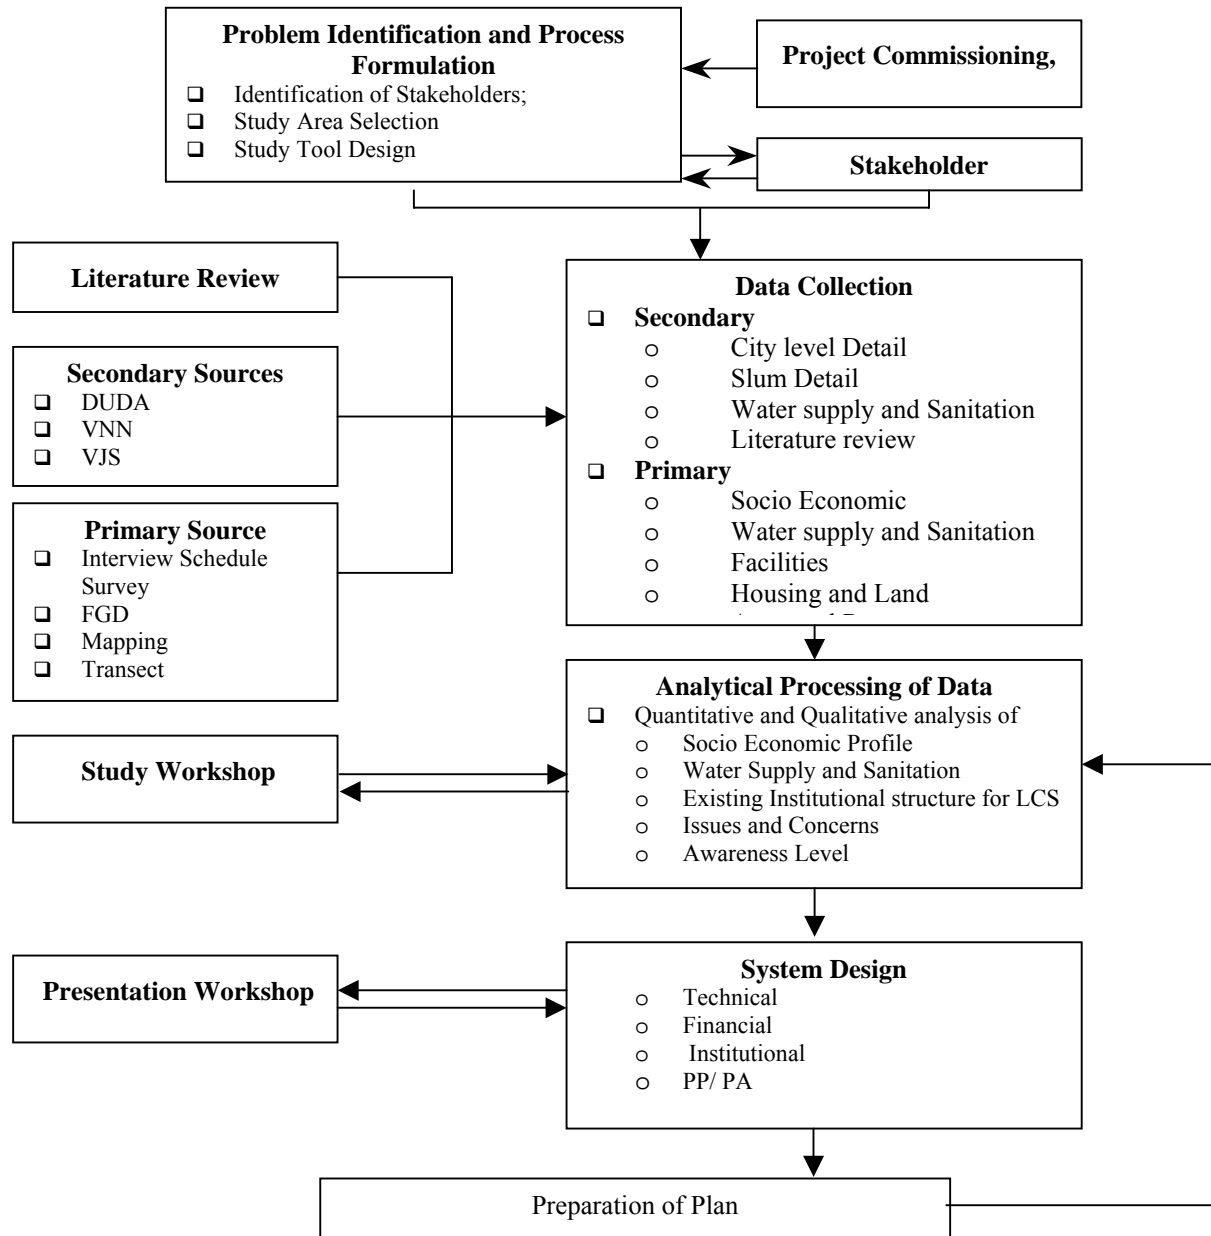 Problem Identification and Process
Formulation
❑ Identification of Stakeholders;
❑ Study Area Selection
❑ Study Tool Design
Project Commissioning,
Stakeholder
Literature Review
Secondary Sources
❑ DUDA
❑ VNN
❑ VJS
Primary Source
❑ Interview Schedule
Survey
❑ FGD
❑ Mapping
❑ Transect
Data Collection
❑ Secondary
o City level Detail
o Slum Detail
o Water supply and Sanitation
o Literature review
❑ Primary
o Socio Economic
o Water supply and Sanitation
o Facilities
o Housing and Land
Analytical Processing of Data
❑ Quantitative and Qualitative analysis of
o Socio Economic Profile
o Water Supply and Sanitation
o Existing Institutional structure for LCS
o Issues and Concerns
o Awareness Level
Study Workshop
System Design
o Technical
o Financial
o Institutional
o PP/ PA
Presentation Workshop
Preparation of Plan